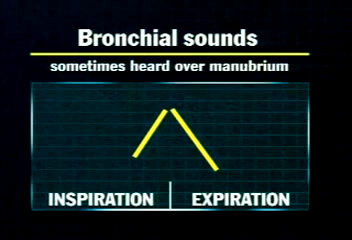 Bronchial sounds
sometimes heard over manubrium
INSPIRATION EXPIRATION